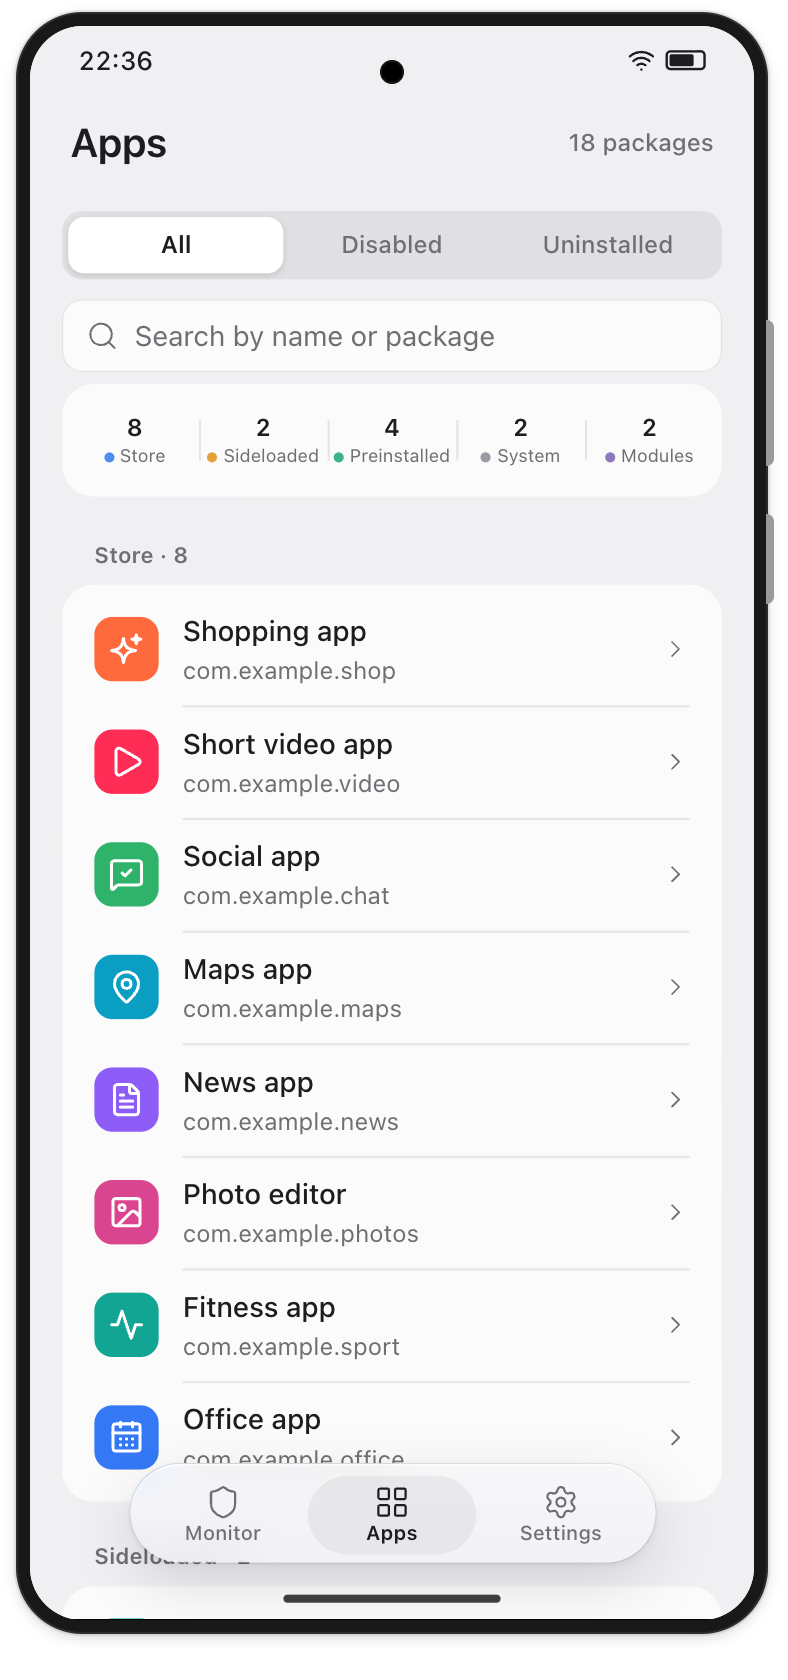 22:36
Apps
18 packages
All
Disabled
Uninstalled
Search by name or package
8
2
4
2
2
Store
Sideloaded
Preinstalled
System
Modules
Store · 8
Shopping app
com.example.shop
Short video app
com.example.video
Social app
com.example.chat
Maps app
com.example.maps
News app
com.example.news
Photo editor
com.example.photos
Fitness app
com.example.sport
Office app
com.example.office
Monitor
Apps
Settings
Sideloaded · 2